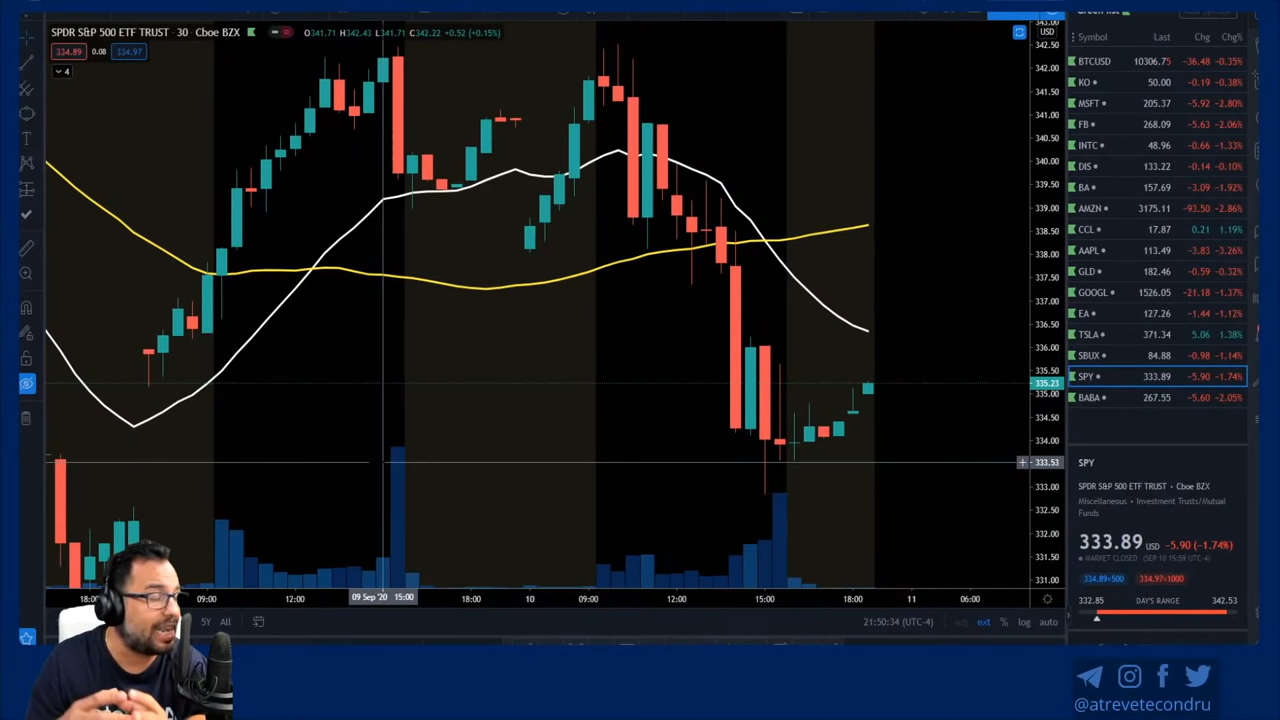 SPDR S&P 500 ETF TRUST · 30 · Cboe BZX O341.71 H342.43 L341.71 C342.22 +0.52 (+0.15%)
334.89 0.08 334.97
4
USD
342.50
342.00
341.50
341.00
340.50
340.00
339.50
339.00
338.50
338.00
337.50
337.00
336.50
336.00
335.23
335.00
334.50
334.00
333.53
333.00
332.50
332.00
331.50
331.00
09:00 12:00 09 Sep '20 15:00 18:00 10 09:00 12:00 15:00 18:00 11 06:00
5Y All 21:50:34 (UTC-4) adj ext % log auto
Symbol Last Chg Chg%
BTCUSD 10306.75 −36.48 −0.35%
KO 50.00 −0.19 −0.38%
MSFT 205.37 −5.92 −2.80%
FB 268.09 −5.63 −2.06%
INTC 48.96 −0.66 −1.33%
DIS 133.22 −0.14 −0.10%
BA 157.69 −3.09 −1.92%
AMZN 3175.11 −93.50 −2.86%
CCL 17.87 0.21 1.19%
AAPL 113.49 −3.83 −3.26%
GLD 182.46 −0.59 −0.32%
GOOGL 1526.05 −21.18 −1.37%
EA 127.26 −1.44 −1.12%
TSLA 371.34 5.06 1.38%
SBUX 84.88 −0.98 −1.14%
SPY 333.89 −5.90 −1.74%
BABA 267.55 −5.60 −2.05%
SPY
SPDR S&P 500 ETF TRUST • Cboe BZX
Miscellaneous • Investment Trusts/Mutual
Funds
333.89 USD −5.90 (−1.74%)
MARKET CLOSED (SEP 10 15:59 UTC-4)
334.89×500 334.97×1000
332.85 DAY'S RANGE 342.53
@atrevetecondru